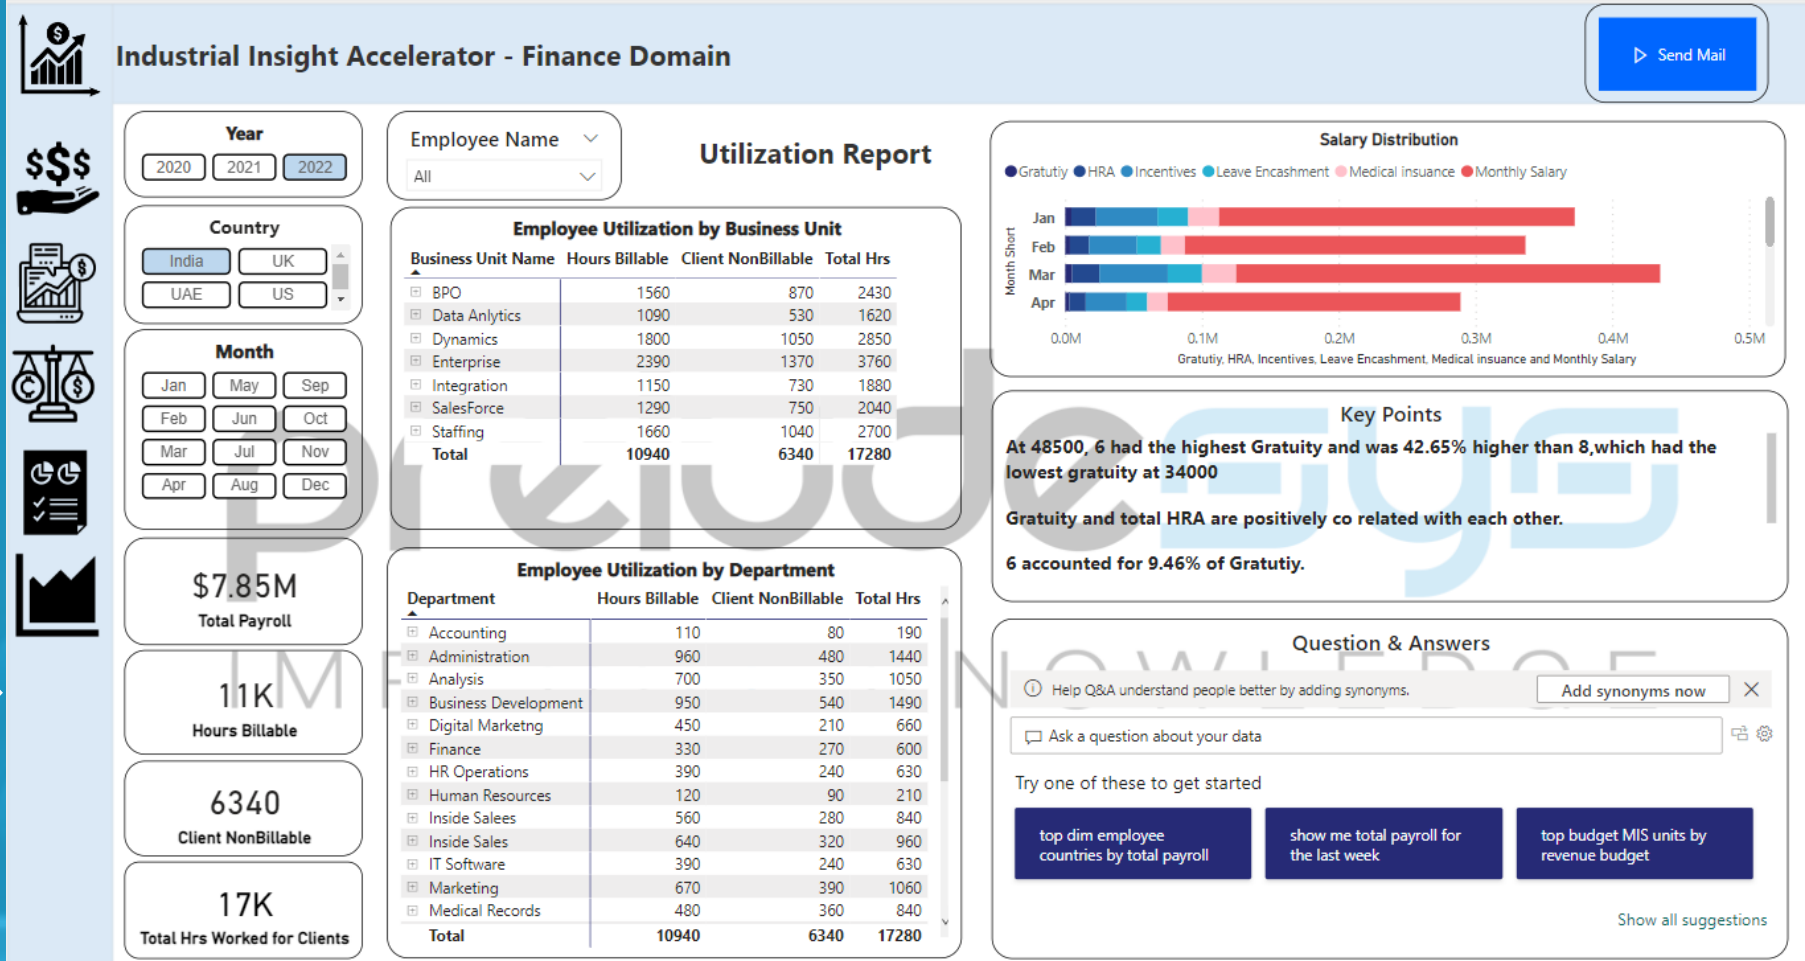 Industrial Insight Accelerator - Finance Domain
Send Mail
Year
2020 2021 2022
Country
India UK
UAE US
Month
Jan May Sep
Feb Jun Oct
Mar Jul Nov
Apr Aug Dec
$7.85M
Total Payroll
11K
Hours Billable
6340
Client NonBillable
17K
Total Hrs Worked for Clients
Employee Name
All
Utilization Report
Employee Utilization by Business Unit
Business Unit Name Hours Billable Client NonBillable Total Hrs
BPO 1560 870 2430
Data Anlytics 1090 530 1620
Dynamics 1800 1050 2850
Enterprise 2390 1370 3760
Integration 1150 730 1880
SalesForce 1290 750 2040
Staffing 1660 1040 2700
Total 10940 6340 17280
Employee Utilization by Department
Department Hours Billable Client NonBillable Total Hrs
Accounting 110 80 190
Administration 960 480 1440
Analysis 700 350 1050
Business Development 950 540 1490
Digital Marketng 450 210 660
Finance 330 270 600
HR Operations 390 240 630
Human Resources 120 90 210
Inside Salees 560 280 840
Inside Sales 640 320 960
IT Software 390 240 630
Marketing 670 390 1060
Medical Records 480 360 840
Total 10940 6340 17280
Salary Distribution
Gratutiy HRA Incentives Leave Encashment Medical insuance Monthly Salary
Month Short
Jan
Feb
Mar
Apr
0.0M 0.1M 0.2M 0.3M 0.4M 0.5M
Gratutiy, HRA, Incentives, Leave Encashment, Medical insuance and Monthly Salary
Key Points
At 48500, 6 had the highest Gratuity and was 42.65% higher than 8,which had the
lowest gratuity at 34000
Gratuity and total HRA are positively co related with each other.
6 accounted for 9.46% of Gratutiy.
Question & Answers
Help Q&A understand people better by adding synonyms.
Add synonyms now
Ask a question about your data
Try one of these to get started
top dim employee
countries by total payroll
show me total payroll for
the last week
top budget MIS units by
revenue budget
Show all suggestions
preludesys